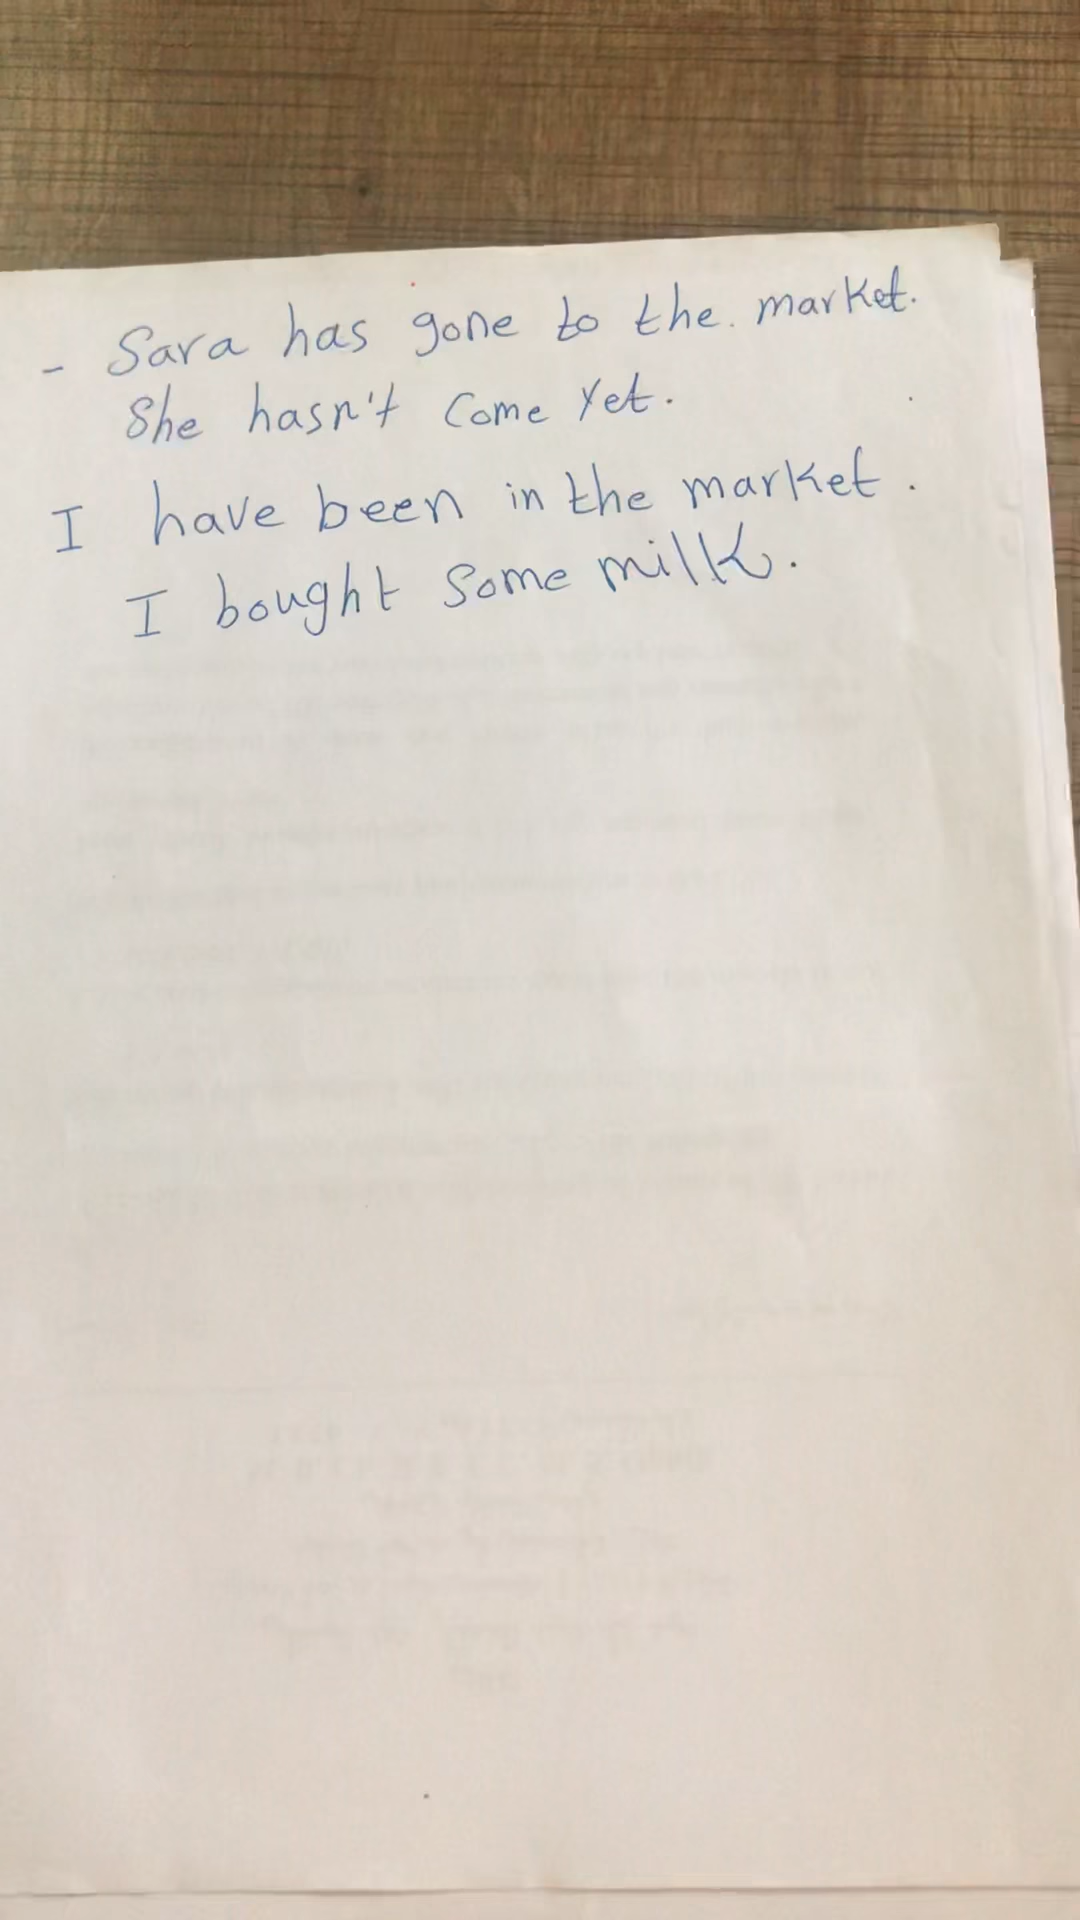 - Sara has gone to the. market.
She hasn't come yet.
I have been in the market.
I bought some milk.